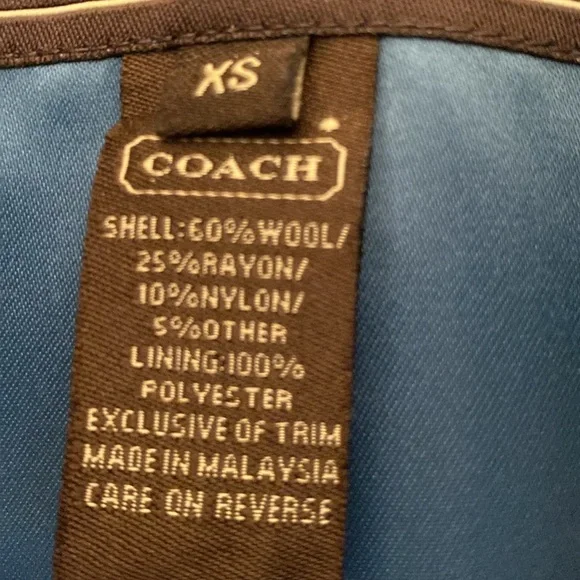 XS
COACH
SHELL:60%WOOL/
25%RAYON/
10%NYLON/
5%OTHER
LINING:100%
POLYESTER
EXCLUSIVE OF TRIM
MADE IN MALAYSIA
CARE ON REVERSE